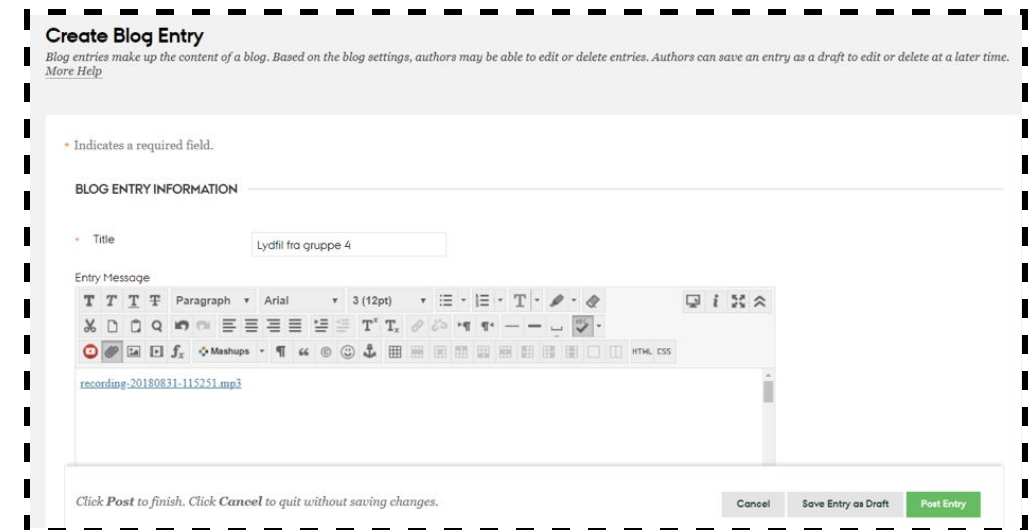 Create Blog Entry
Blog entries make up the content of a blog. Based on the blog settings, authors may be able to edit or delete entries. Authors can save an entry as a draft to edit or delete at a later time.
More Help
* Indicates a required field.
BLOG ENTRY INFORMATION
* Title
Lydfil fra gruppe 4
Entry Message
T T T T Paragraph Arial 3 (12pt) T i
Tx Tx ¶ ¶ ABC
fx Mashups ¶ “ © HTML CSS
recording-20180831-115251.mp3
Click Post to finish. Click Cancel to quit without saving changes.
Cancel Save Entry as Draft Post Entry